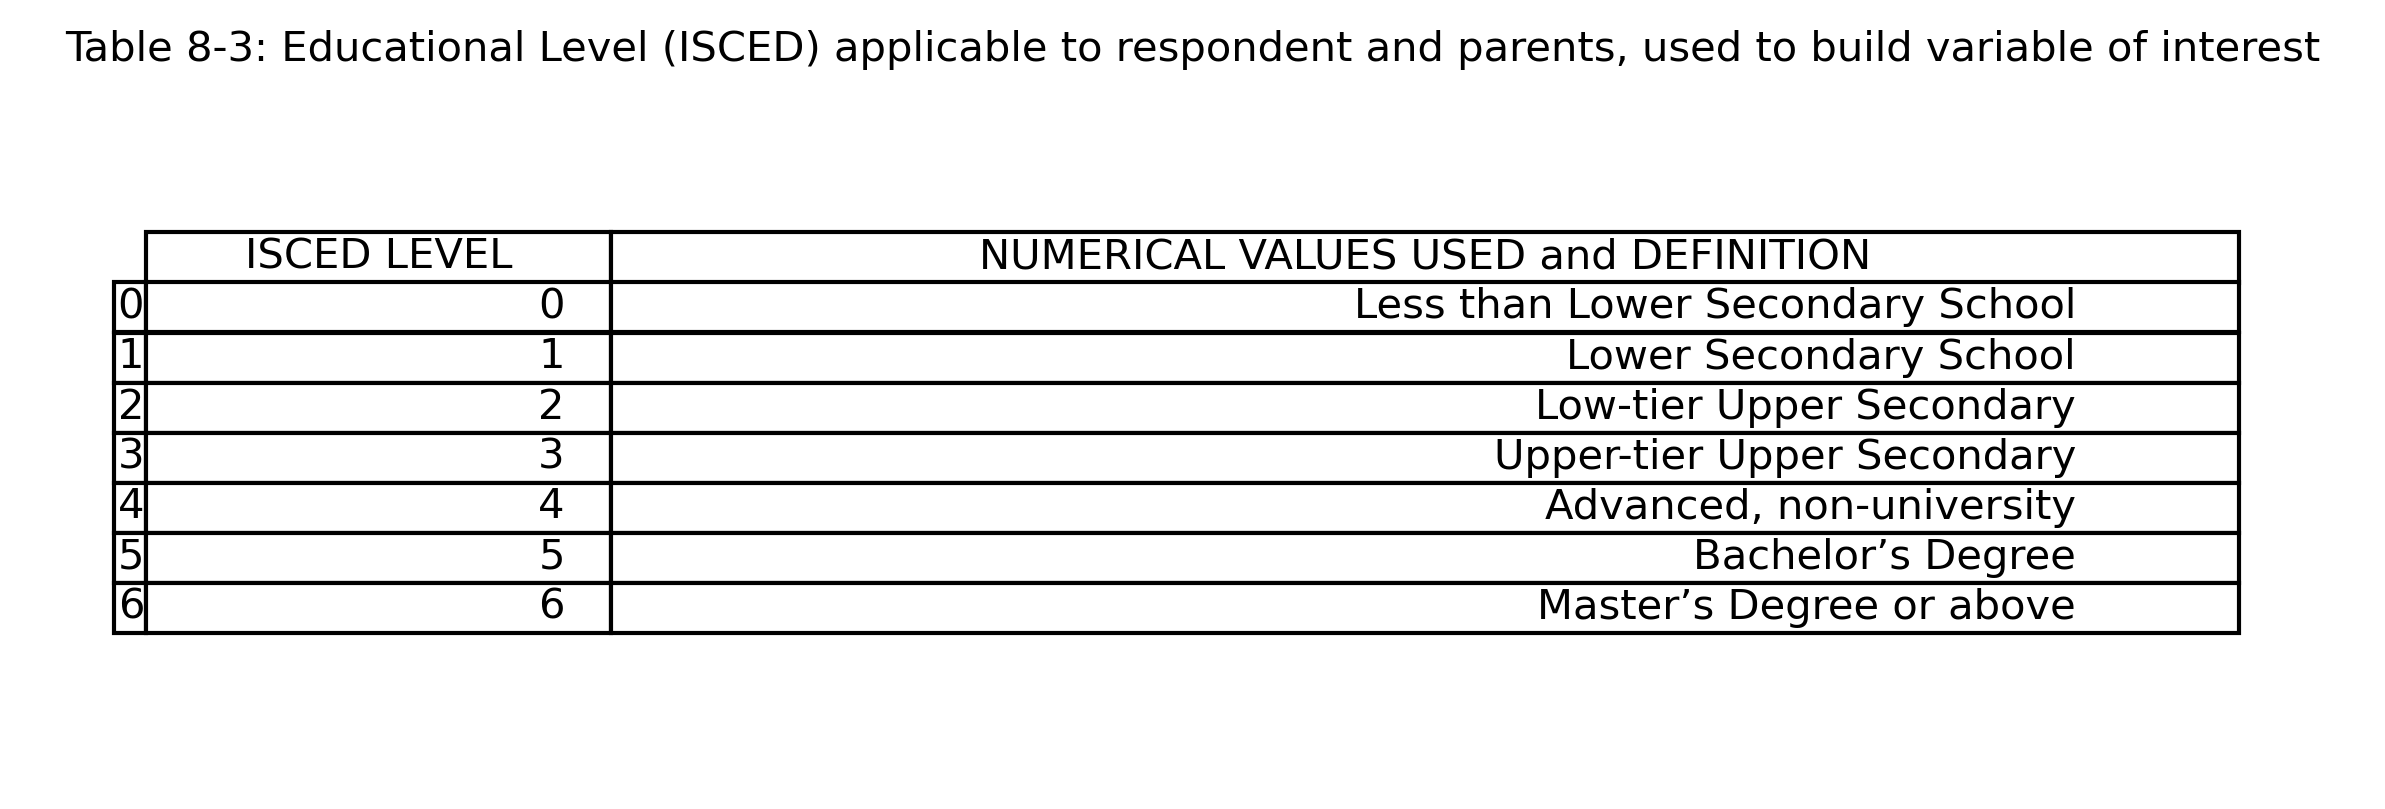 Table 8-3: Educational Level (ISCED) applicable to respondent and parents, used to build variable of interest
ISCED LEVEL NUMERICAL VALUES USED and DEFINITION
0 0 Less than Lower Secondary School
1 1 Lower Secondary School
2 2 Low-tier Upper Secondary
3 3 Upper-tier Upper Secondary
4 4 Advanced, non-university
5 5 Bachelor’s Degree
6 6 Master’s Degree or above